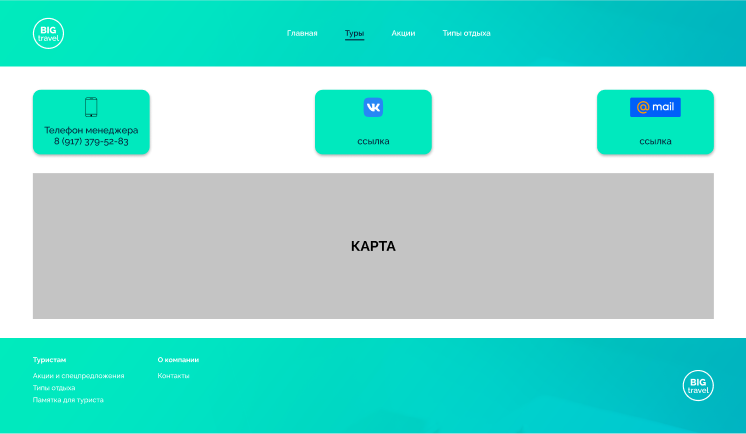 BIG
travel
Главная Туры Акции Типы отдыха
Телефон менеджера
8 (917) 379-52-83
ссылка
@mail
ссылка
КАРТА
Туристам
Акции и спецпредложения
Типы отдыха
Памятка для туриста
О компании
Контакты
BIG
travel